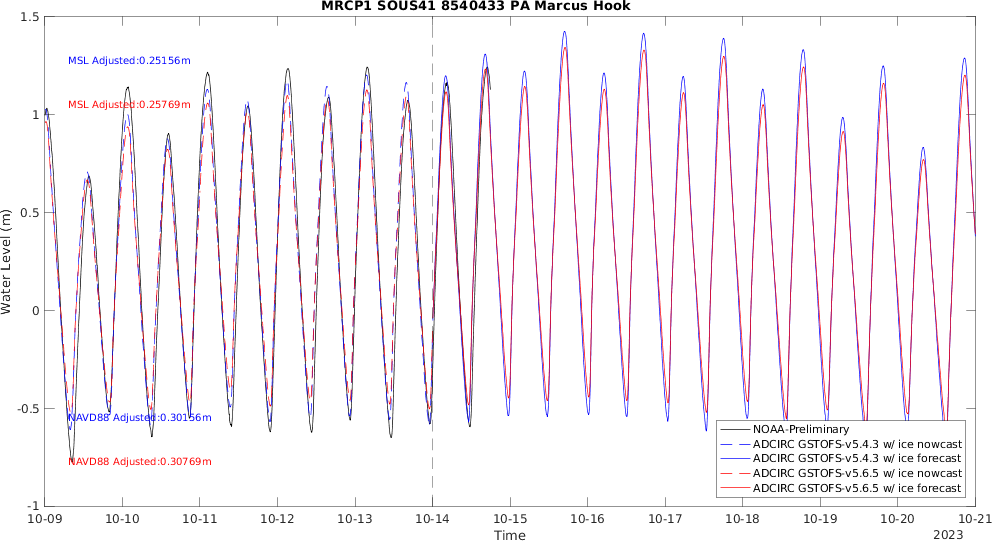 MRCP1 SOUS41 8540433 PA Marcus Hook
1.5
MSL Adjusted:0.25156m
MSL Adjusted:0.25769m
1
0.5
Water Level (m)
0
-0.5
NAVD88 Adjusted:0.30156m
NAVD88 Adjusted:0.30769m
NOAA-Preliminary
ADCIRC GSTOFS-v5.4.3 w/ ice nowcast
ADCIRC GSTOFS-v5.4.3 w/ ice forecast
ADCIRC GSTOFS-v5.6.5 w/ ice nowcast
ADCIRC GSTOFS-v5.6.5 w/ ice forecast
-1
10-09 10-10 10-11 10-12 10-13 10-14 10-15 10-16 10-17 10-18 10-19 10-20 10-21
Time
2023